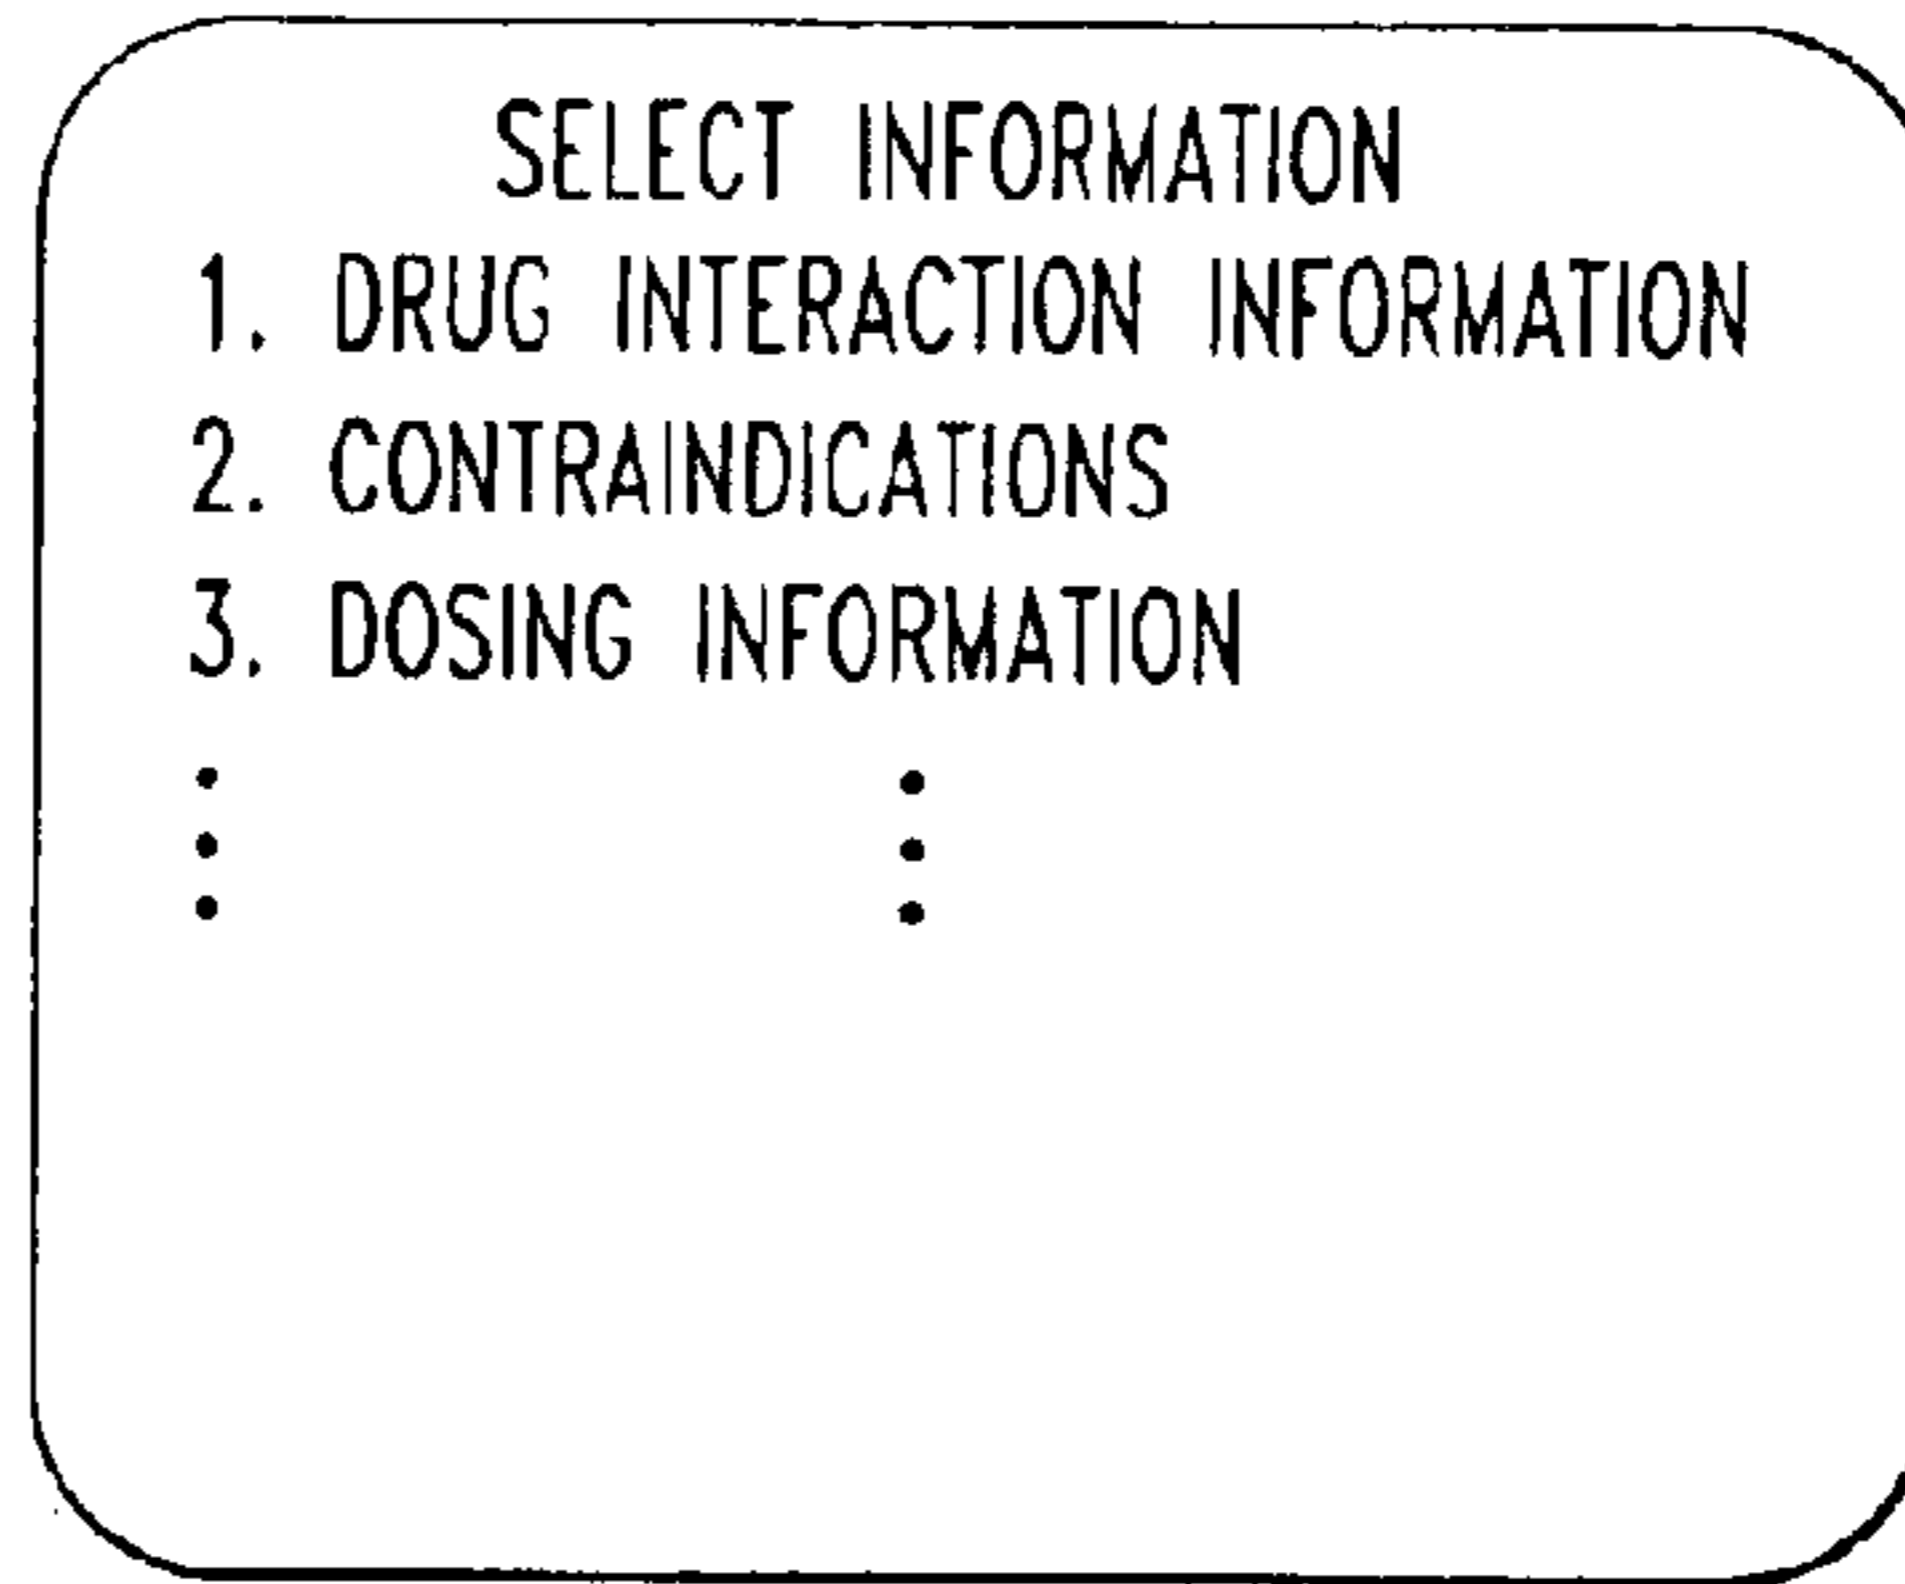 SELECT INFORMATION
1. DRUG INTERACTION INFORMATION
2. CONTRAINDICATIONS
3. DOSING INFORMATION